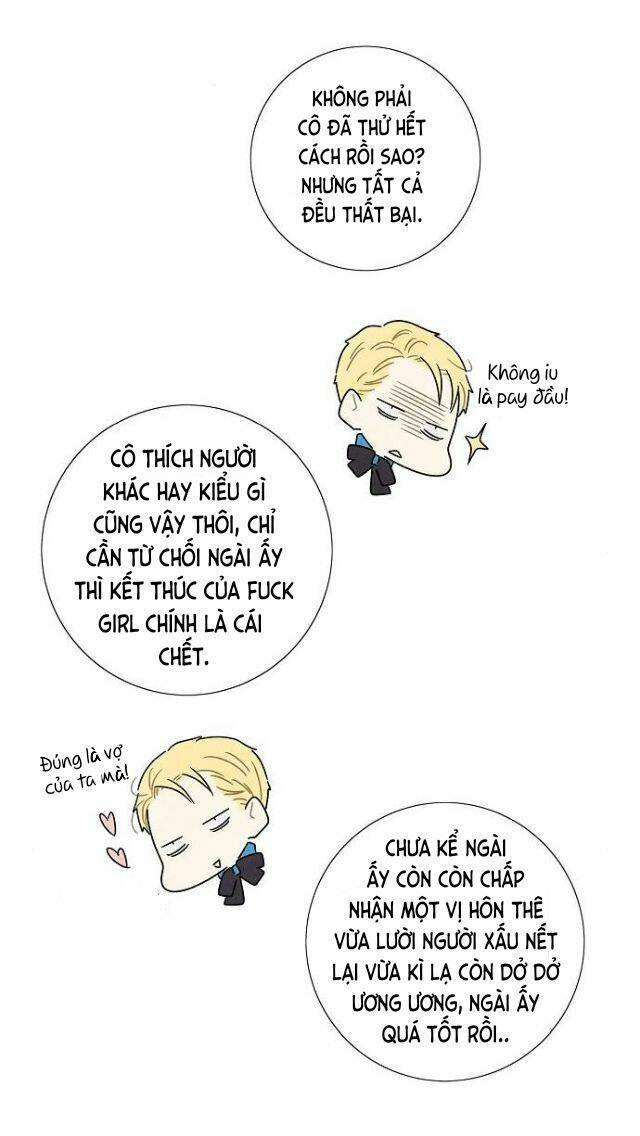 KHÔNG PHẢI
CÔ ĐÃ THỬ HẾT
CÁCH RỒI SAO?
NHƯNG TẤT CẢ
ĐỀU THẤT BẠI.
Không iu
là pay đầu!
CÔ THÍCH NGƯỜI
KHÁC HAY KIỂU GÌ
CŨNG VẬY THÔI, CHỈ
CẦN TỪ CHỐI NGÀI ẤY
THÌ KẾT THÚC CỦA FUCK
GIRL CHÍNH LÀ CÁI
CHẾT.
Đúng là vợ
của ta mà!
CHƯA KỂ NGÀI
ẤY CÒN CÒN CHẤP
NHẬN MỘT VỊ HÔN THÊ
VỪA LƯỜI NGƯỜI XẤU NẾT
LẠI VỪA KÌ LẠ CÒN DỞ DỞ
ƯƠNG ƯƠNG, NGÀI ẤY
QUÁ TỐT RỒI..